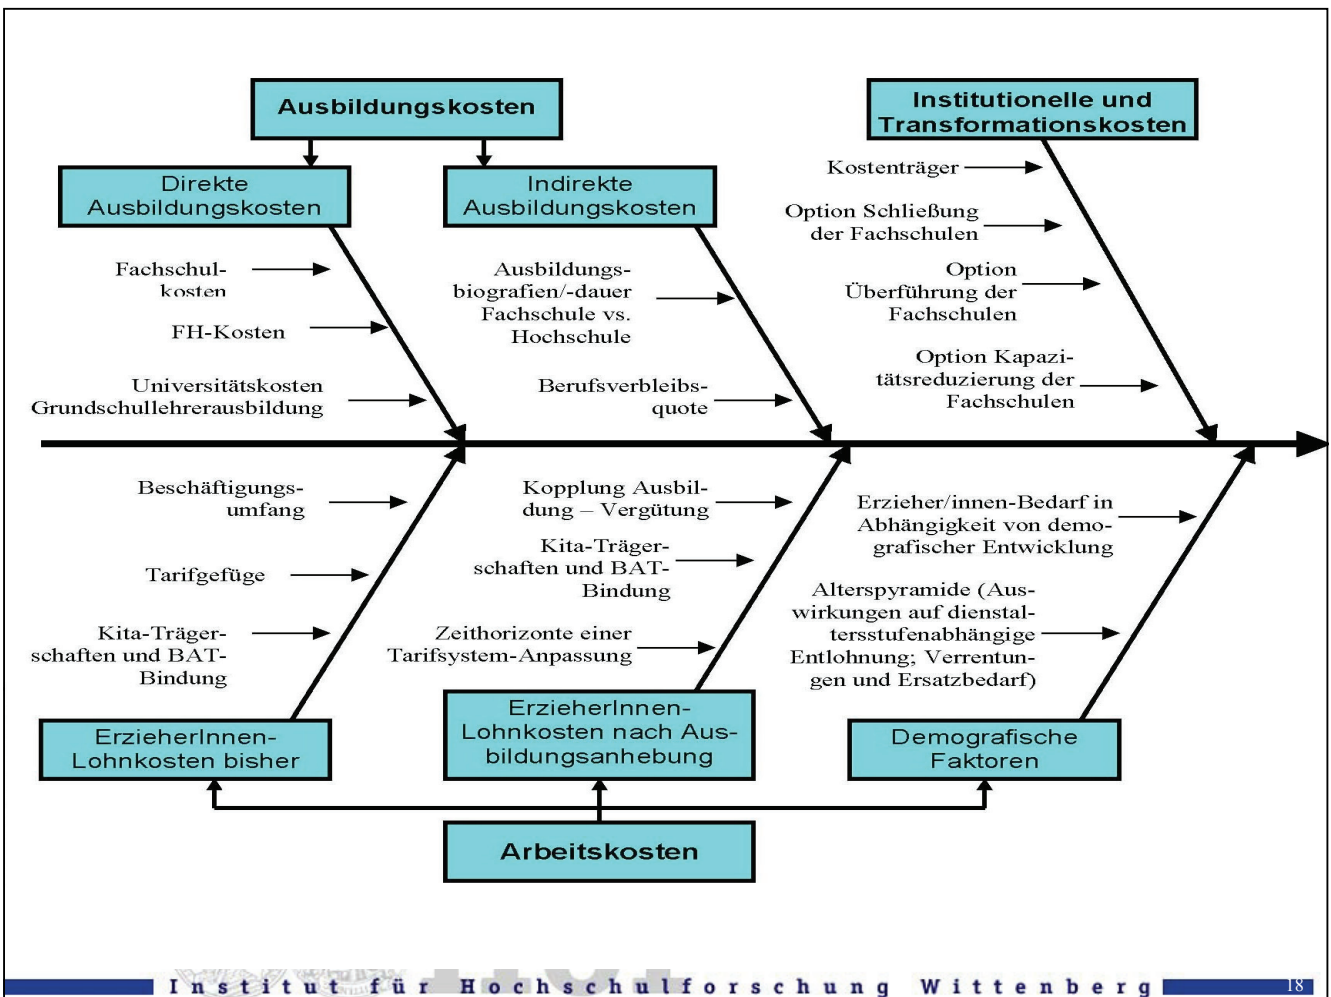 Ausbildungskosten
Institutionelle und
Transformationskosten
Direkte
Ausbildungskosten
Indirekte
Ausbildungskosten
Kostenträger
Option Schließung
der Fachschulen
Option
Überführung der
Fachschulen
Option Kapazi-
tätsreduzierung der
Fachschulen
Fachschul-
kosten
FH-Kosten
Universitätskosten
Grundschullehrerausbildung
Ausbildungs-
biografien/-dauer
Fachschule vs.
Hochschule
Berufsverbleibs-
quote
Beschäftigungs-
umfang
Tarifgefüge
Kita-Träger-
schaften und BAT-
Bindung
Kopplung Ausbil-
dung – Vergütung
Kita-Träger-
schaften und BAT-
Bindung
Zeithorizonte einer
Tarifsystem-Anpassung
Erzieher/innen-Bedarf in
Abhängigkeit von demo-
grafischer Entwicklung
Alterspyramide (Aus-
wirkungen auf dienstal-
tersstufenabhängige
Entlohnung; Verrentun-
gen und Ersatzbedarf)
ErzieherInnen-
Lohnkosten bisher
ErzieherInnen-
Lohnkosten nach Aus-
bildungsanhebung
Demografische
Faktoren
Arbeitskosten
Institut für Hochschulforschung Wittenberg
18